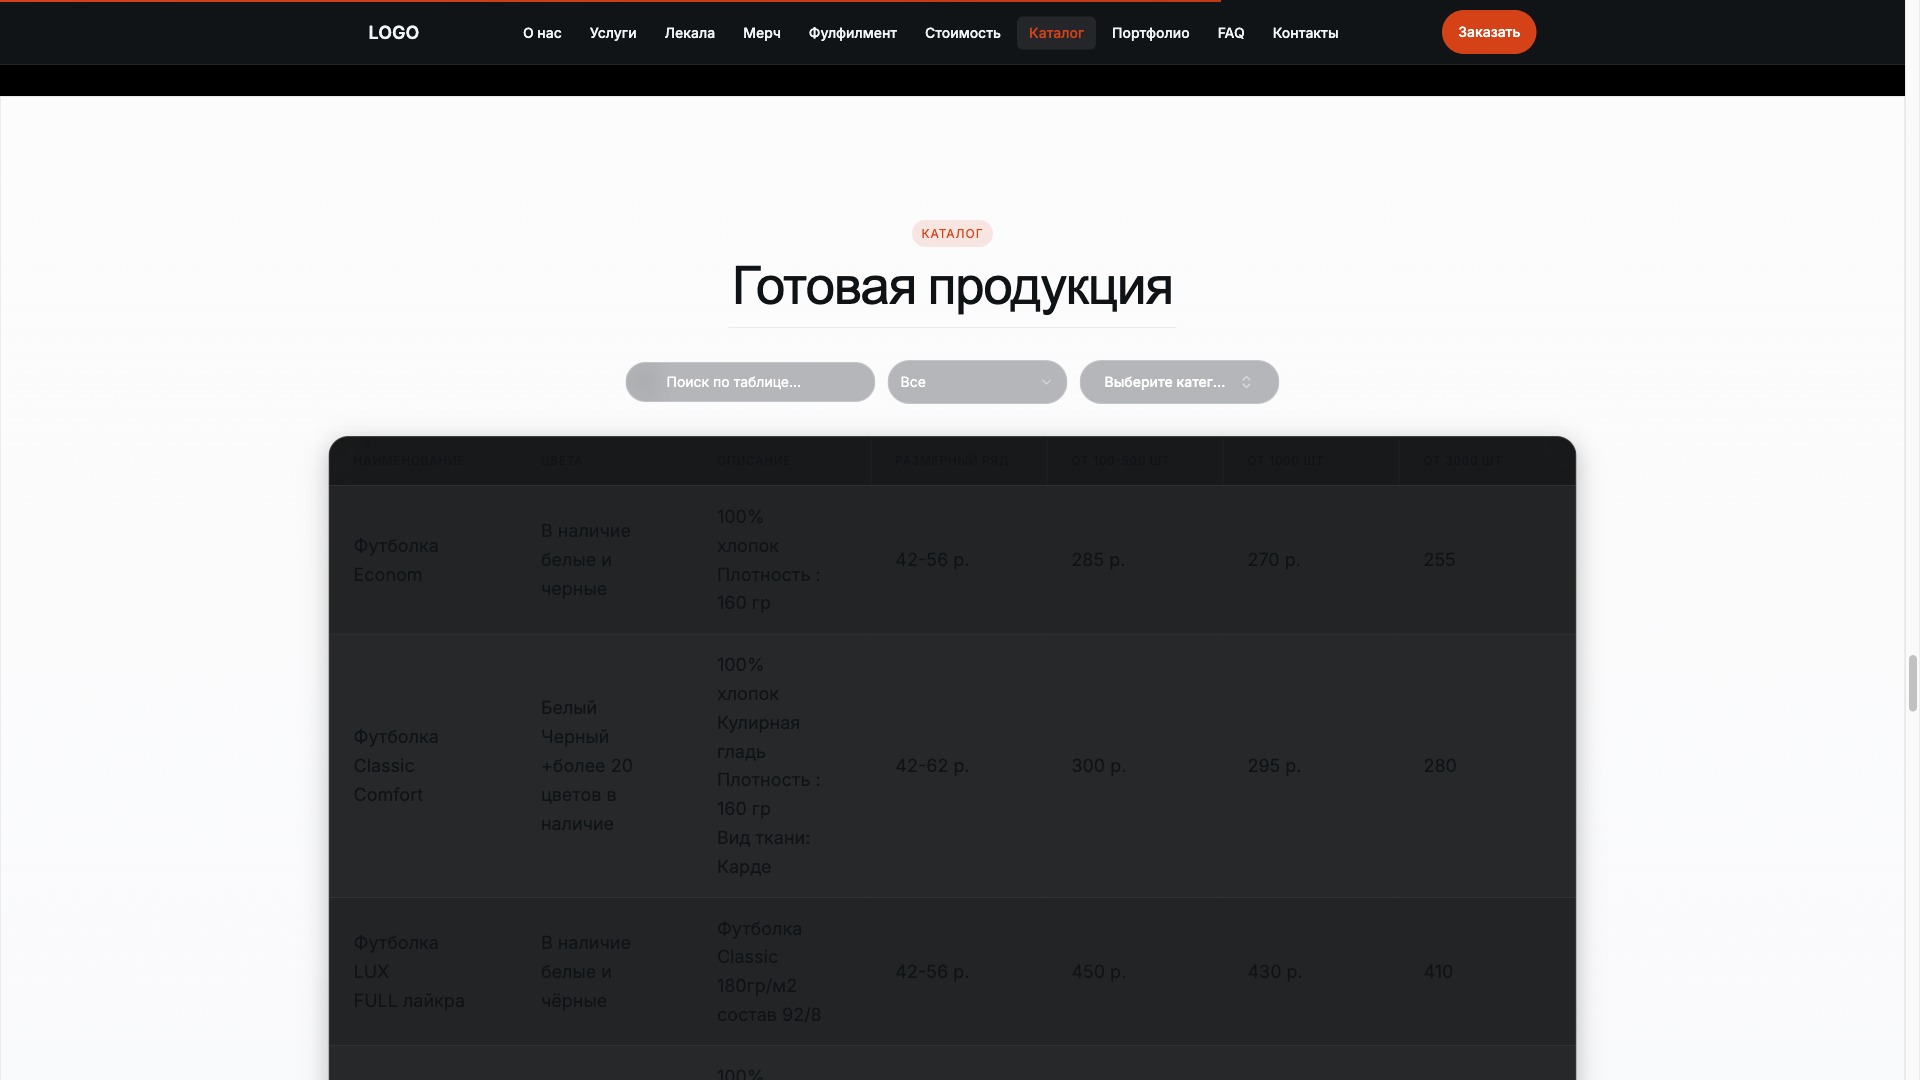 LOGO
О нас
Услуги
Лекала
Мерч
Фулфилмент
Стоимость
Каталог
Портфолио
FAQ
Контакты
Заказать
КАТАЛОГ
Готовая продукция
Поиск по таблице...
Все
Выберите катег...
НАИМЕНОВАНИЕ
ЦВЕТА
ОПИСАНИЕ
РАЗМЕРНЫЙ РЯД
ОТ 100-500 ШТ
ОТ 1000 ШТ
ОТ 3000 ШТ
Футболка
Econom
В наличие
белые и
черные
100%
хлопок
Плотность :
160 гр
42-56 р.
285 р.
270 р.
255
Футболка
Classic
Comfort
Белый
Черный
+более 20
цветов в
наличие
100%
хлопок
Кулирная
гладь
Плотность :
160 гр
Вид ткани:
Карде
42-62 р.
300 р.
295 р.
280
Футболка
LUX
FULL лайкра
В наличие
белые и
чёрные
Футболка
Classic
180гр/м2
состав 92/8
42-56 р.
450 р.
430 р.
410
100%